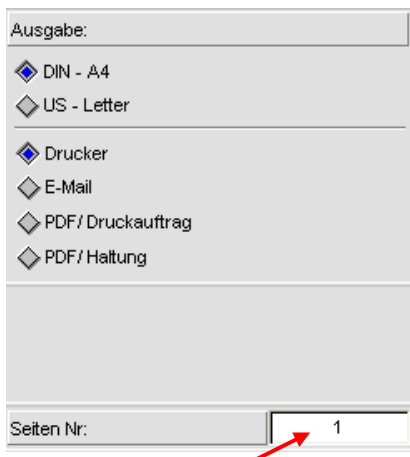 Ausgabe:
DIN - A4
US - Letter
Drucker
E-Mail
PDF/ Druckauftrag
PDF/ Haltung
Seiten Nr: 1